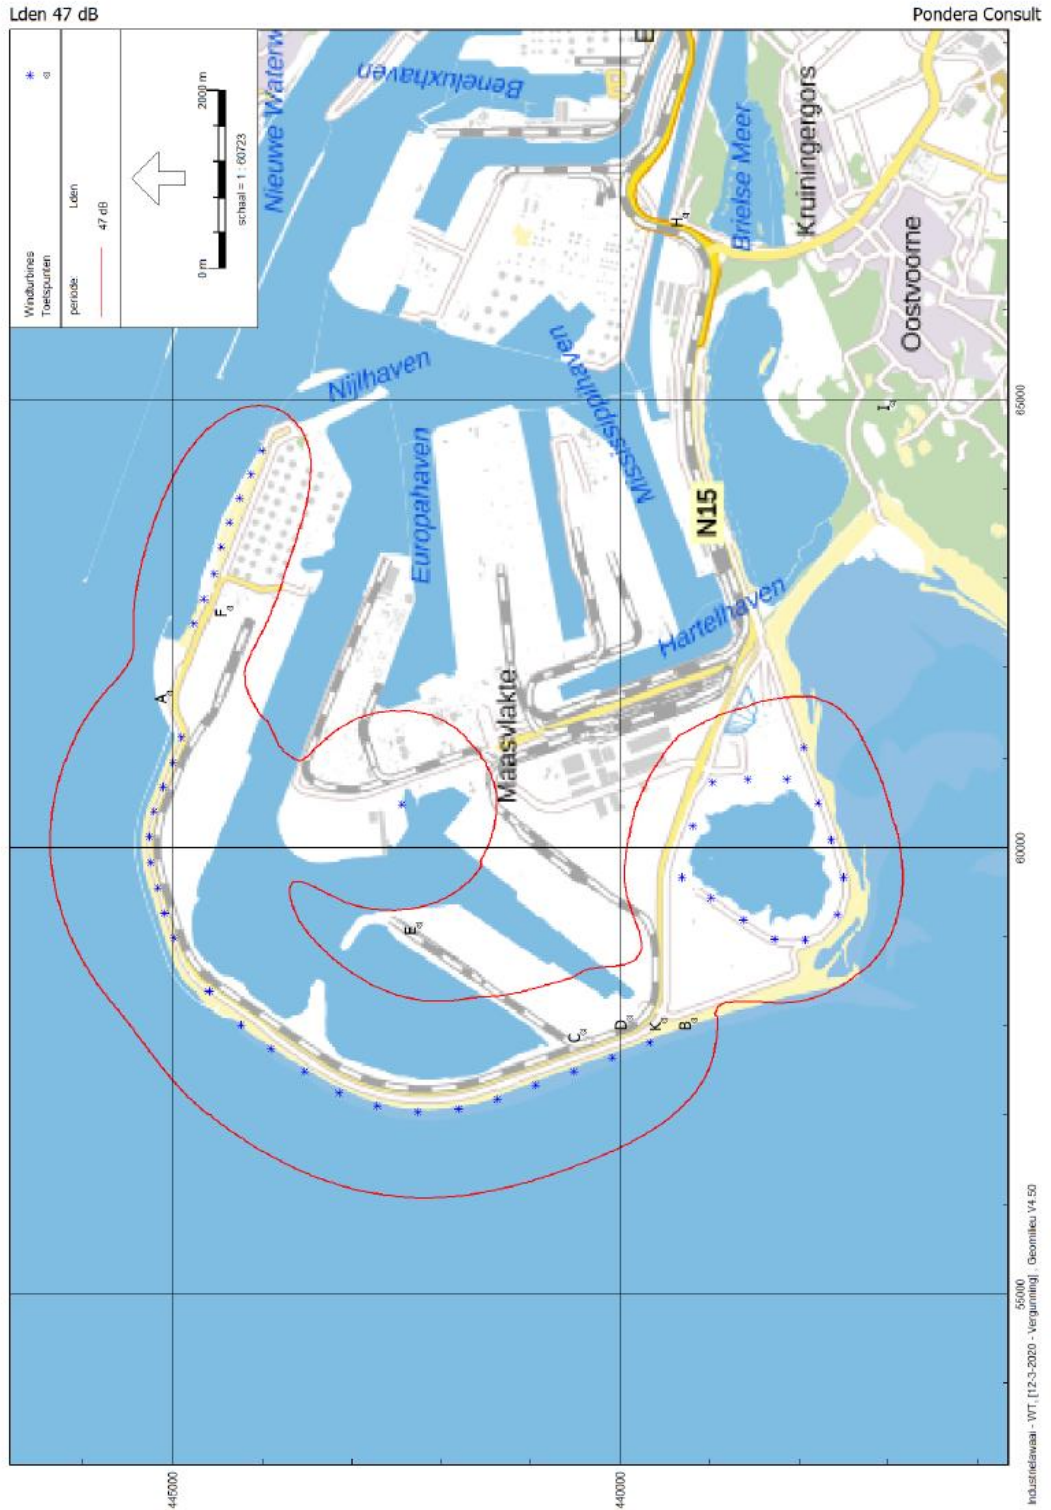 Lden 47 dB
Pondera Consult
Windturbines
Toetspunten
periode: Lden
47 dB
0 m 2000 m
schaal = 1 : 60723
Nieuwe Waterw
Beneluxhaven
E
Nijlhaven
Europahaven
Mississippihaven
Brielse Meer
Kruiningergors
Oostvoorne
N15
Hartelhaven
Maasvlakte
A
F
E
C
D
K
B
H
I
445000
440000
65000
60000
55000
Industrielawaai - WT, [12-3-2020 - Vergunning] , Geomilieu V4.50